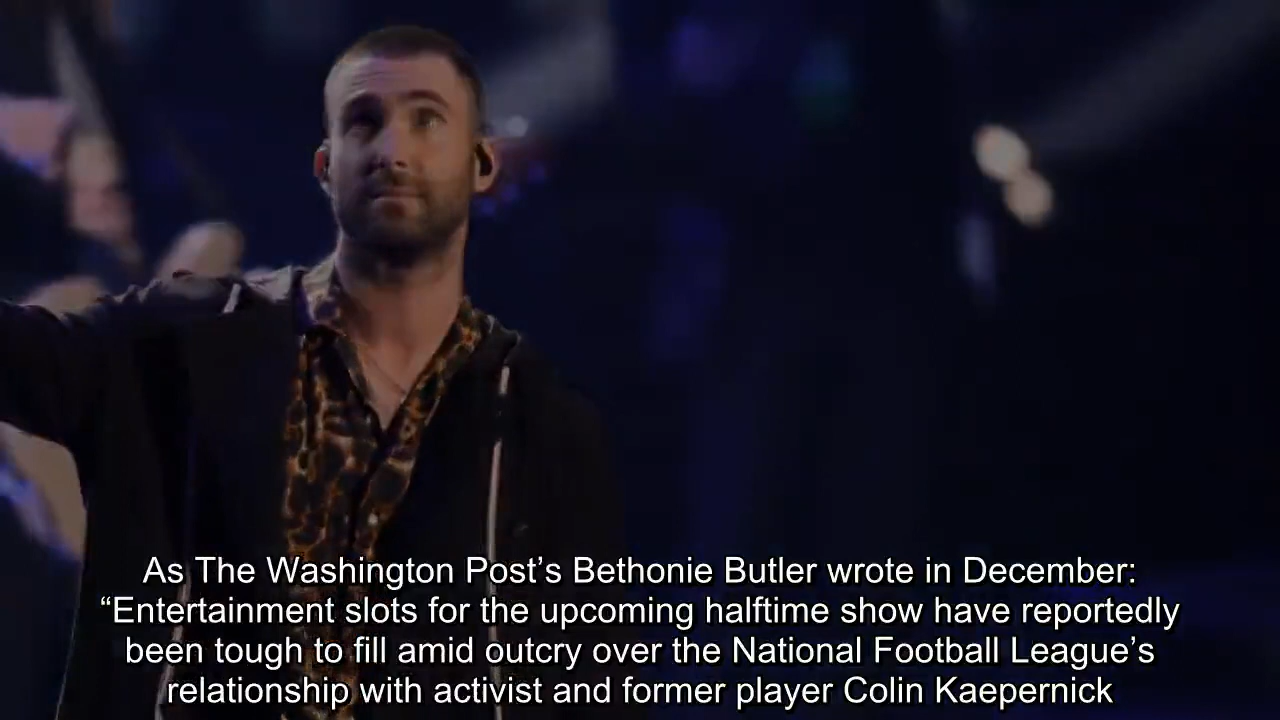 As The Washington Post’s Bethonie Butler wrote in December:
“Entertainment slots for the upcoming halftime show have reportedly
been tough to fill amid outcry over the National Football League’s
relationship with activist and former player Colin Kaepernick